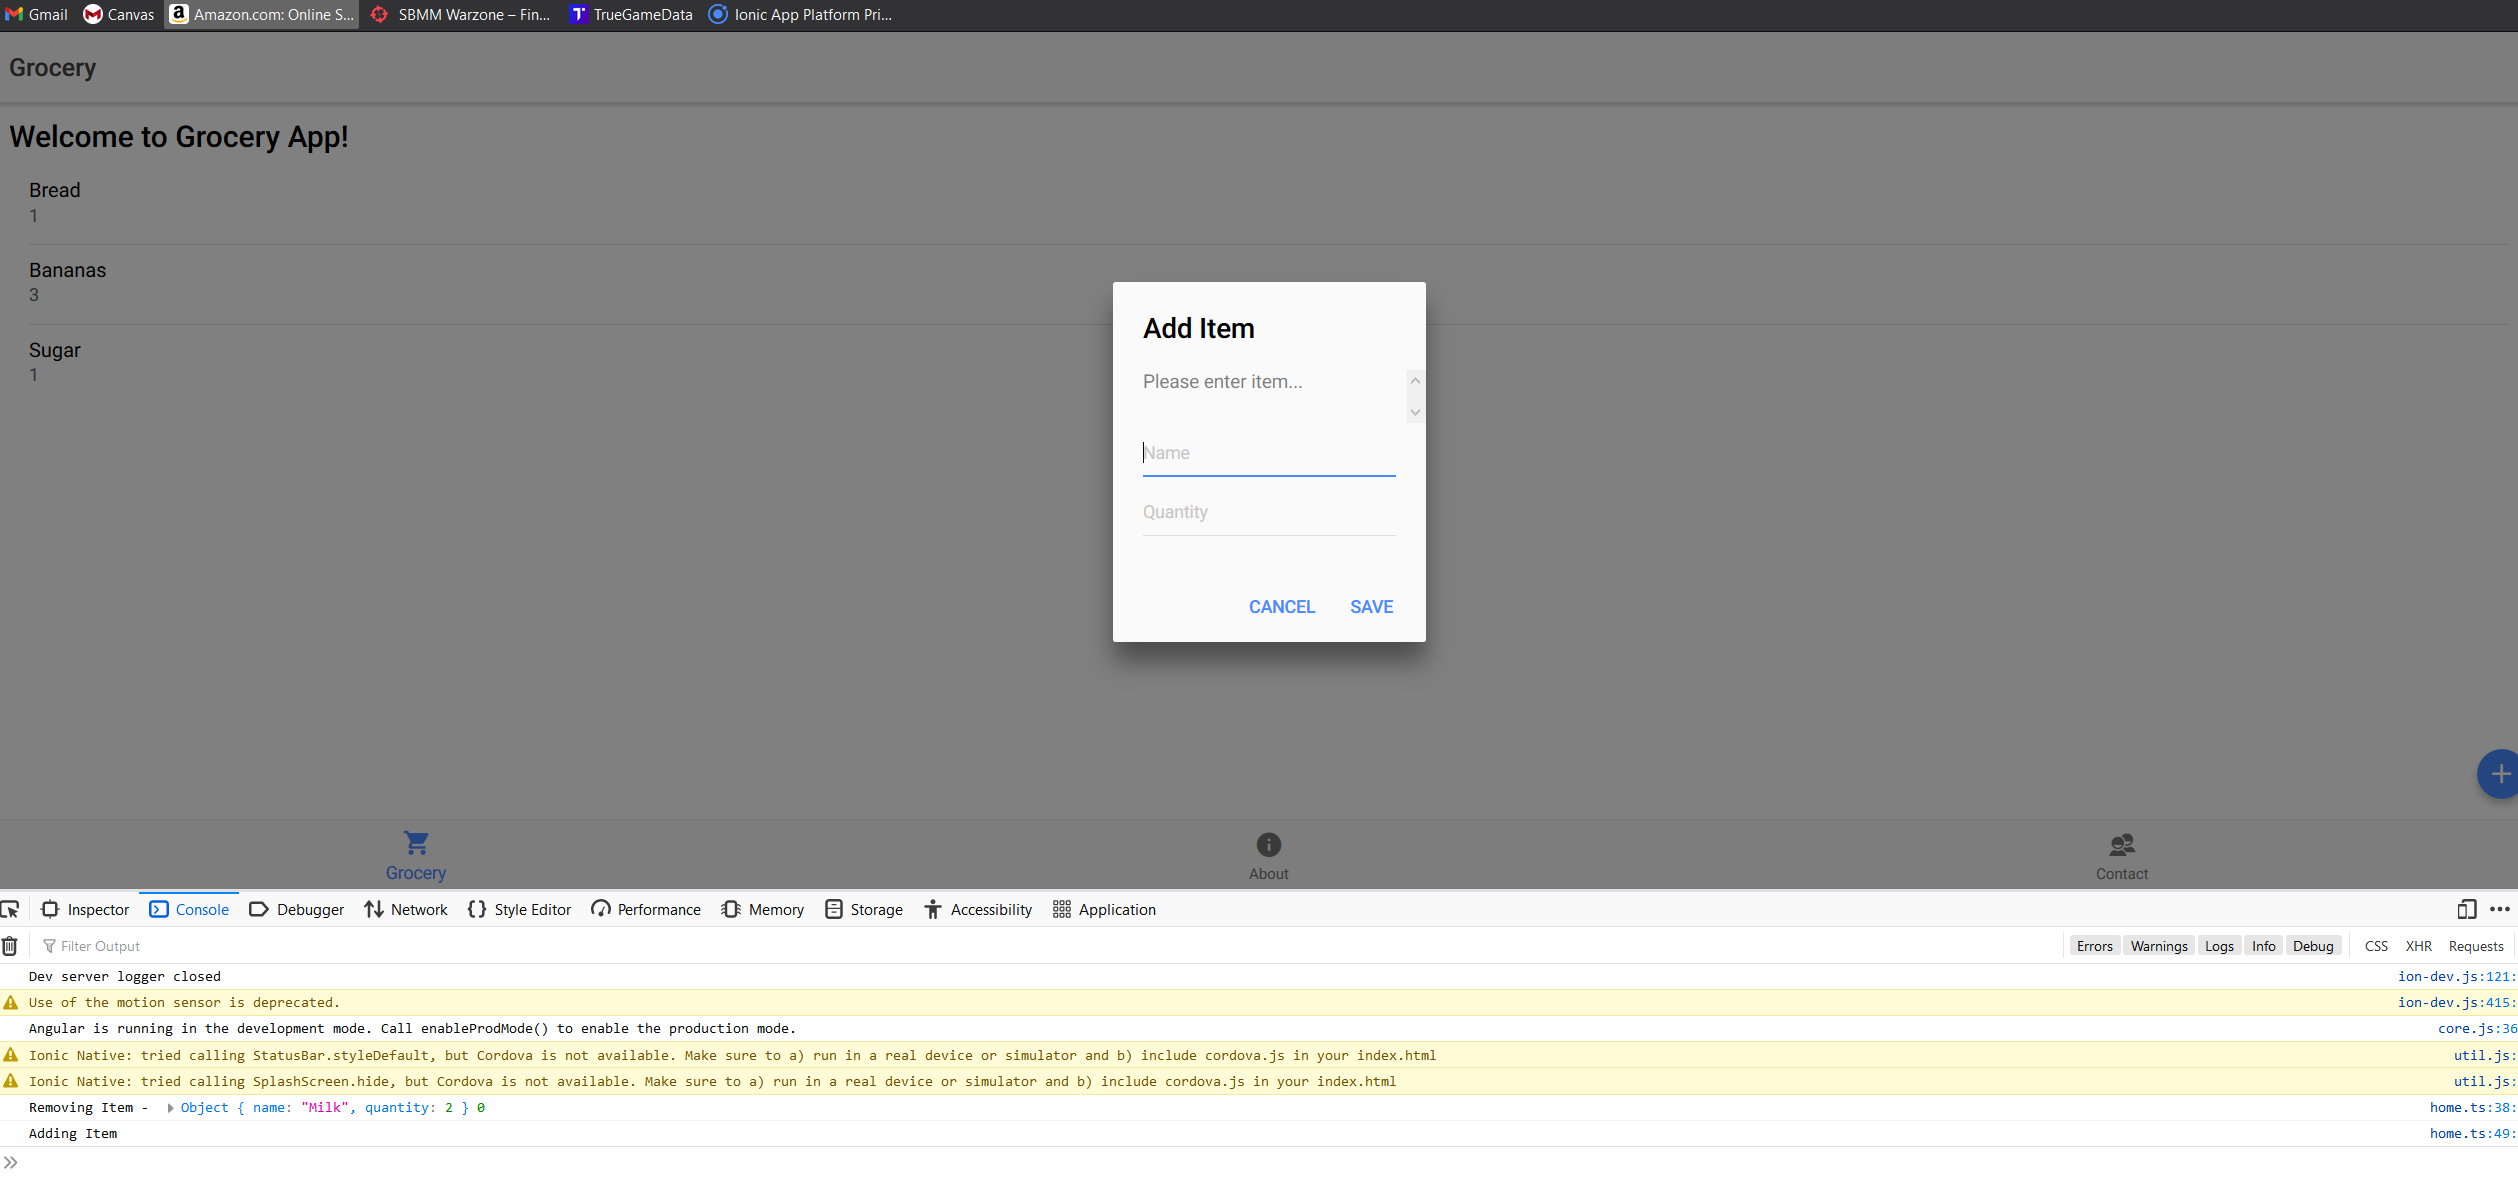 Gmail Canvas Amazon.com: Online S... SBMM Warzone – Fin... TrueGameData Ionic App Platform Pri...
Grocery
Welcome to Grocery App!
Bread
1
Bananas
3
Sugar
1
Add Item
Please enter item...
Name
Quantity
CANCEL SAVE
Grocery About Contact
Inspector Console Debugger Network Style Editor Performance Memory Storage Accessibility Application
Filter Output Errors Warnings Logs Info Debug CSS XHR Requests
Dev server logger closed ion-dev.js:121:
Use of the motion sensor is deprecated. ion-dev.js:415:
Angular is running in the development mode. Call enableProdMode() to enable the production mode. core.js:36
Ionic Native: tried calling StatusBar.styleDefault, but Cordova is not available. Make sure to a) run in a real device or simulator and b) include cordova.js in your index.html util.js:
Ionic Native: tried calling SplashScreen.hide, but Cordova is not available. Make sure to a) run in a real device or simulator and b) include cordova.js in your index.html util.js:
Removing Item - Object { name: "Milk", quantity: 2 } 0 home.ts:38:
Adding Item home.ts:49: